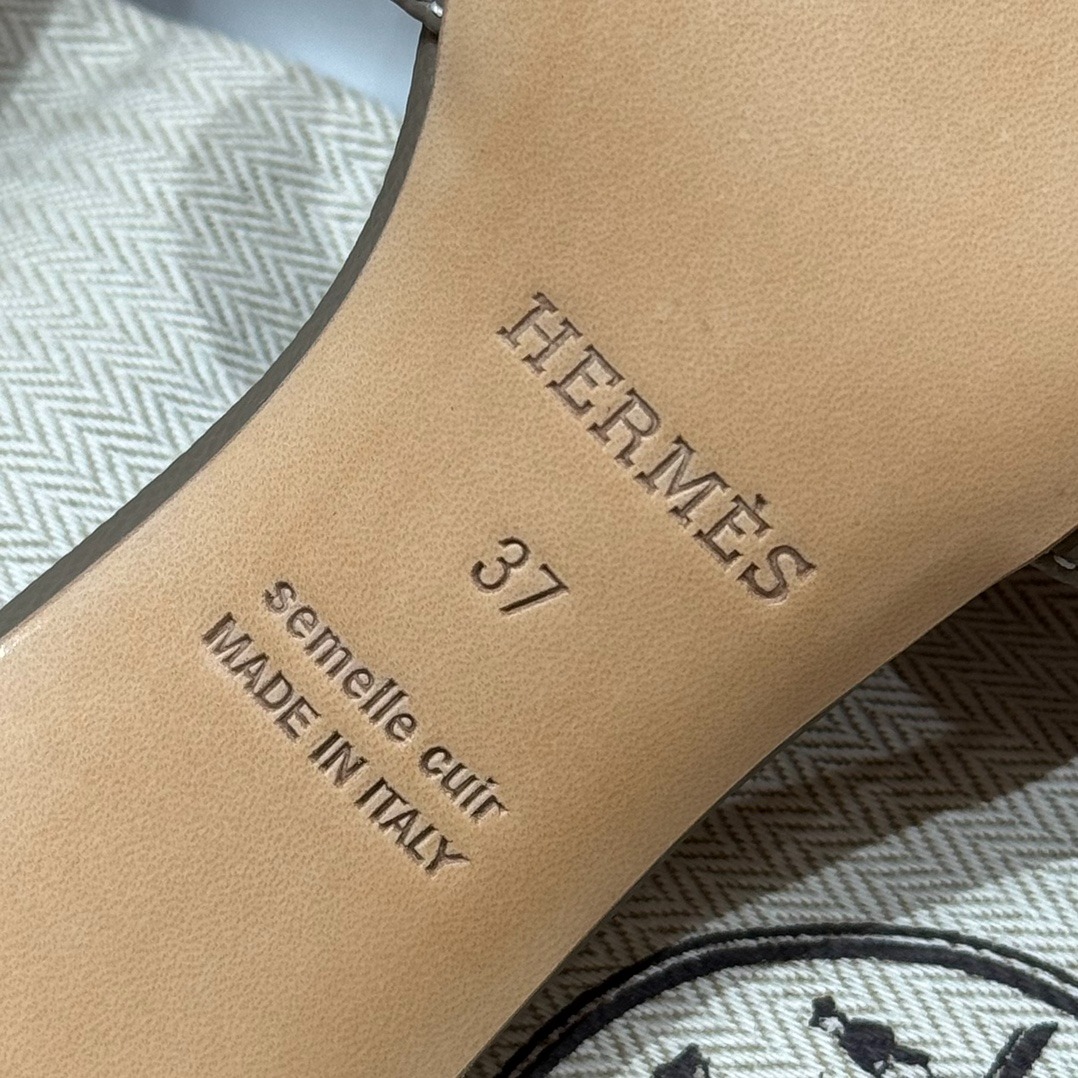 HERMÈS
37
semelle cuir
MADE IN ITALY